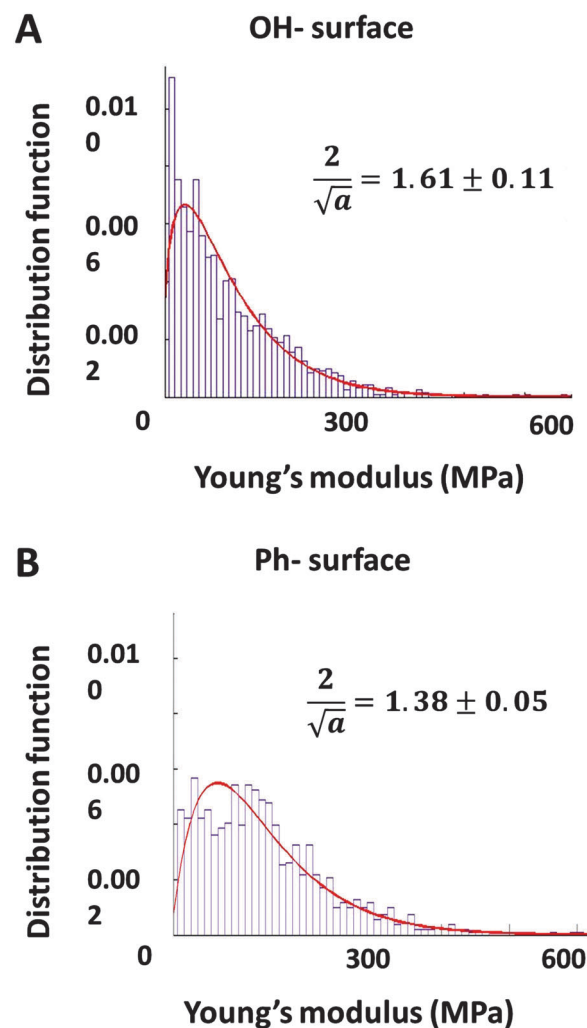 A
OH- surface
Distribution function
0.01
0
0.00
6
0.00
2
2/√a = 1.61 ± 0.11
0
300
600
Young's modulus (MPa)
B
Ph- surface
Distribution function
0.01
0
0.00
6
0.00
2
2/√a = 1.38 ± 0.05
0
300
600
Young's modulus (MPa)